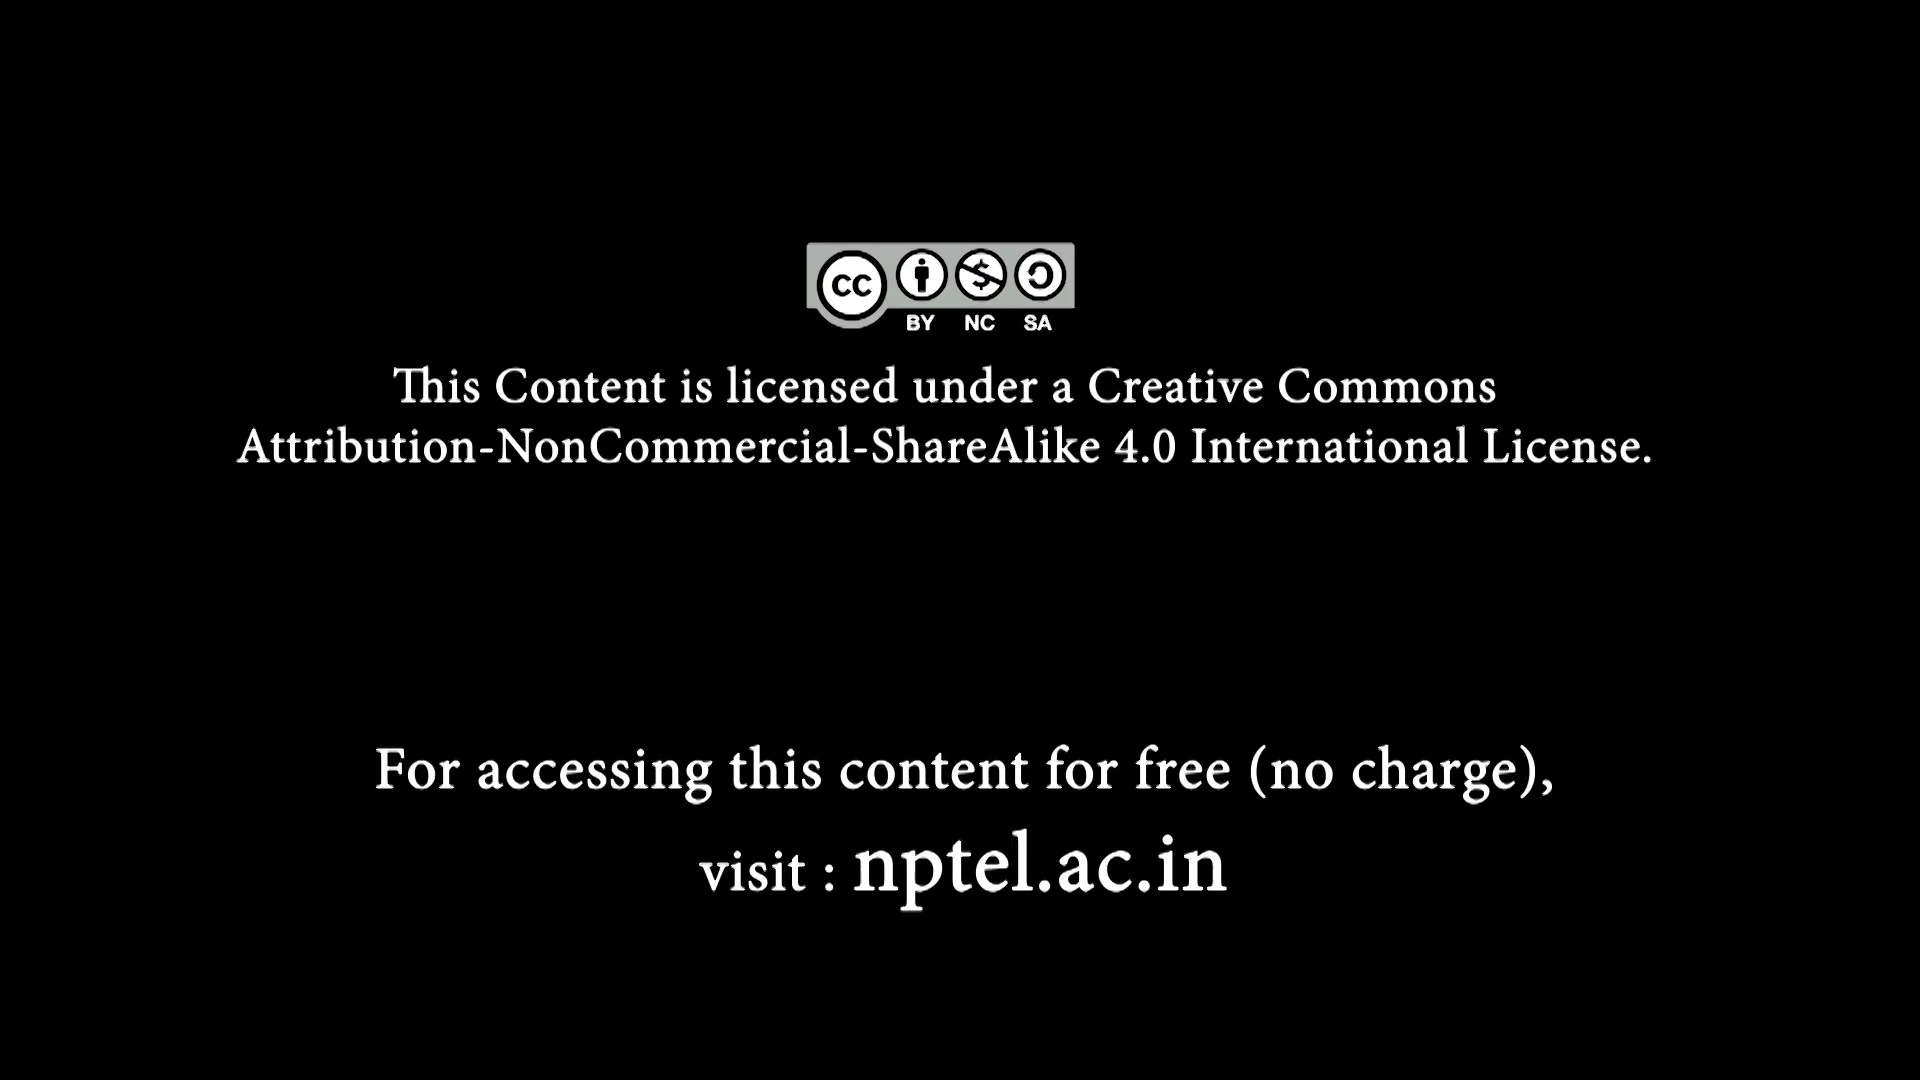 cc
BY NC SA
This Content is licensed under a Creative Commons
Attribution-NonCommercial-ShareAlike 4.0 International License.
For accessing this content for free (no charge),
visit : nptel.ac.in